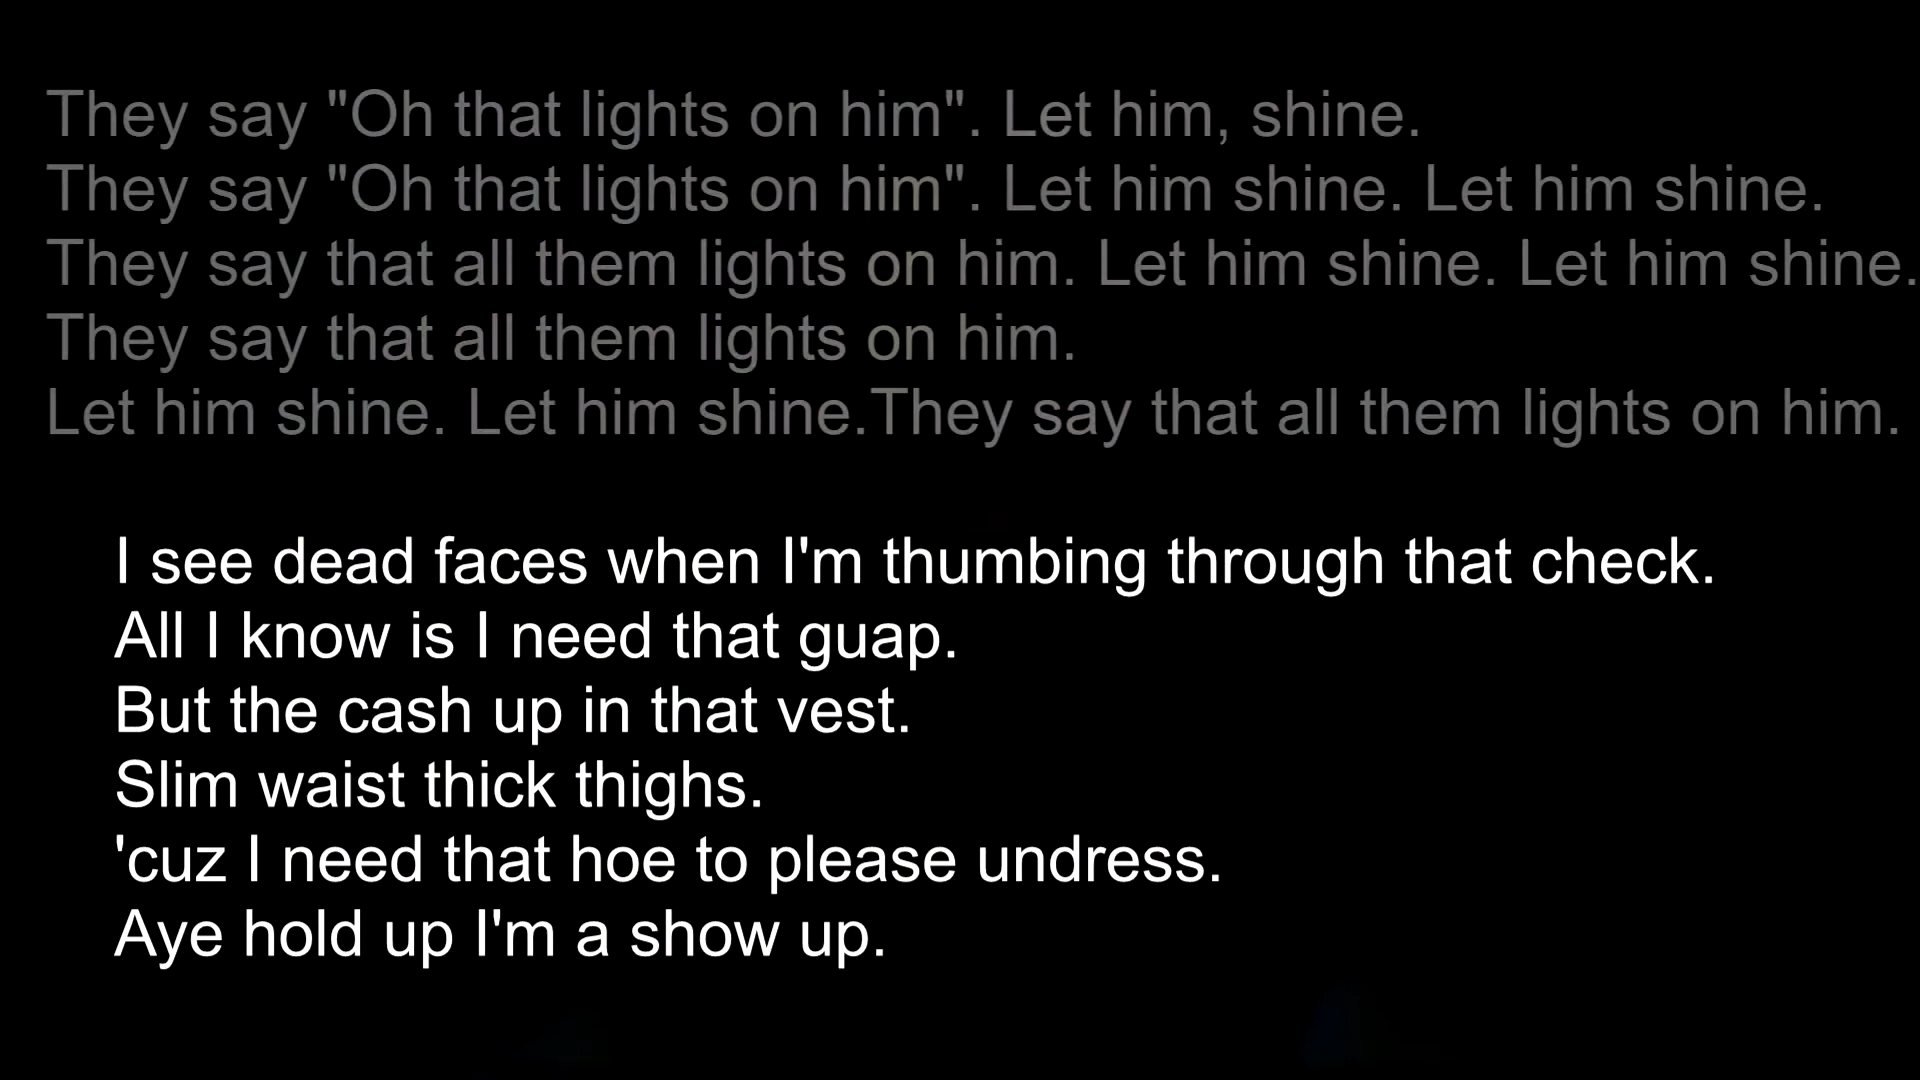 They say "Oh that lights on him". Let him, shine.
They say "Oh that lights on him". Let him shine. Let him shine.
They say that all them lights on him. Let him shine. Let him shine.
They say that all them lights on him.
Let him shine. Let him shine.They say that all them lights on him.
I see dead faces when I'm thumbing through that check.
All I know is I need that guap.
But the cash up in that vest.
Slim waist thick thighs.
'cuz I need that hoe to please undress.
Aye hold up I'm a show up.